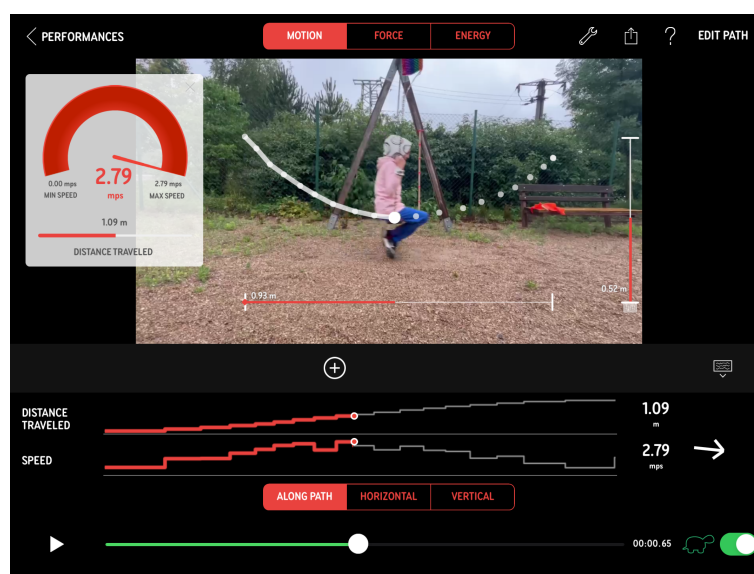 PERFORMANCES
MOTION
FORCE
ENERGY
?
EDIT PATH
0.00 mps
MIN SPEED
2.79
mps
2.79 mps
MAX SPEED
1.09 m
DISTANCE TRAVELED
0.93 m
0.52 m
DISTANCE
TRAVELED
1.09
m
SPEED
2.79
mps
ALONG PATH
HORIZONTAL
VERTICAL
00:00.65